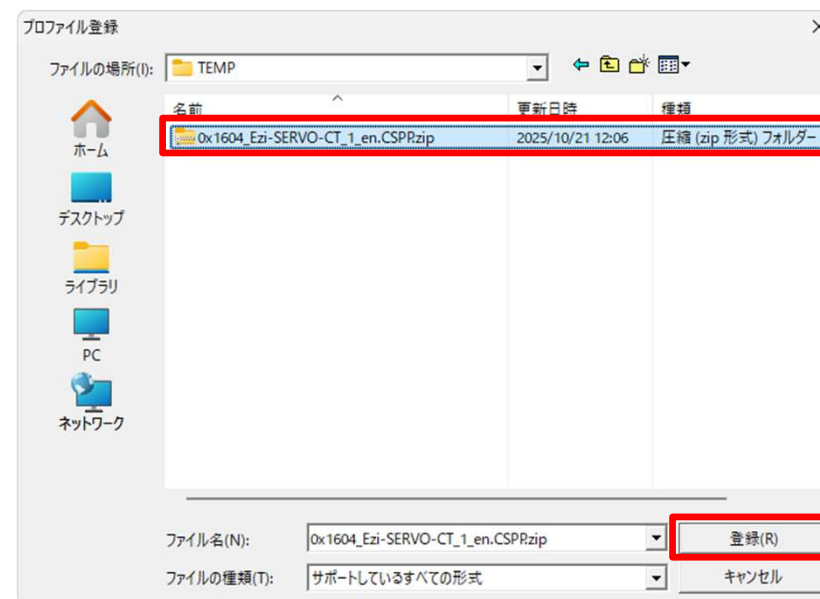 プロファイル登録
ファイルの場所(I): TEMP
名前 更新日時 種類
0x1604_Ezi-SERVO-CT_1_en.CSPP.zip 2025/10/21 12:06 圧縮 (zip 形式) フォルダー
ホーム
デスクトップ
ライブラリ
PC
ネットワーク
ファイル名(N): 0x1604_Ezi-SERVO-CT_1_en.CSPP.zip 登録(R)
ファイルの種類(T): サポートしているすべての形式 キャンセル